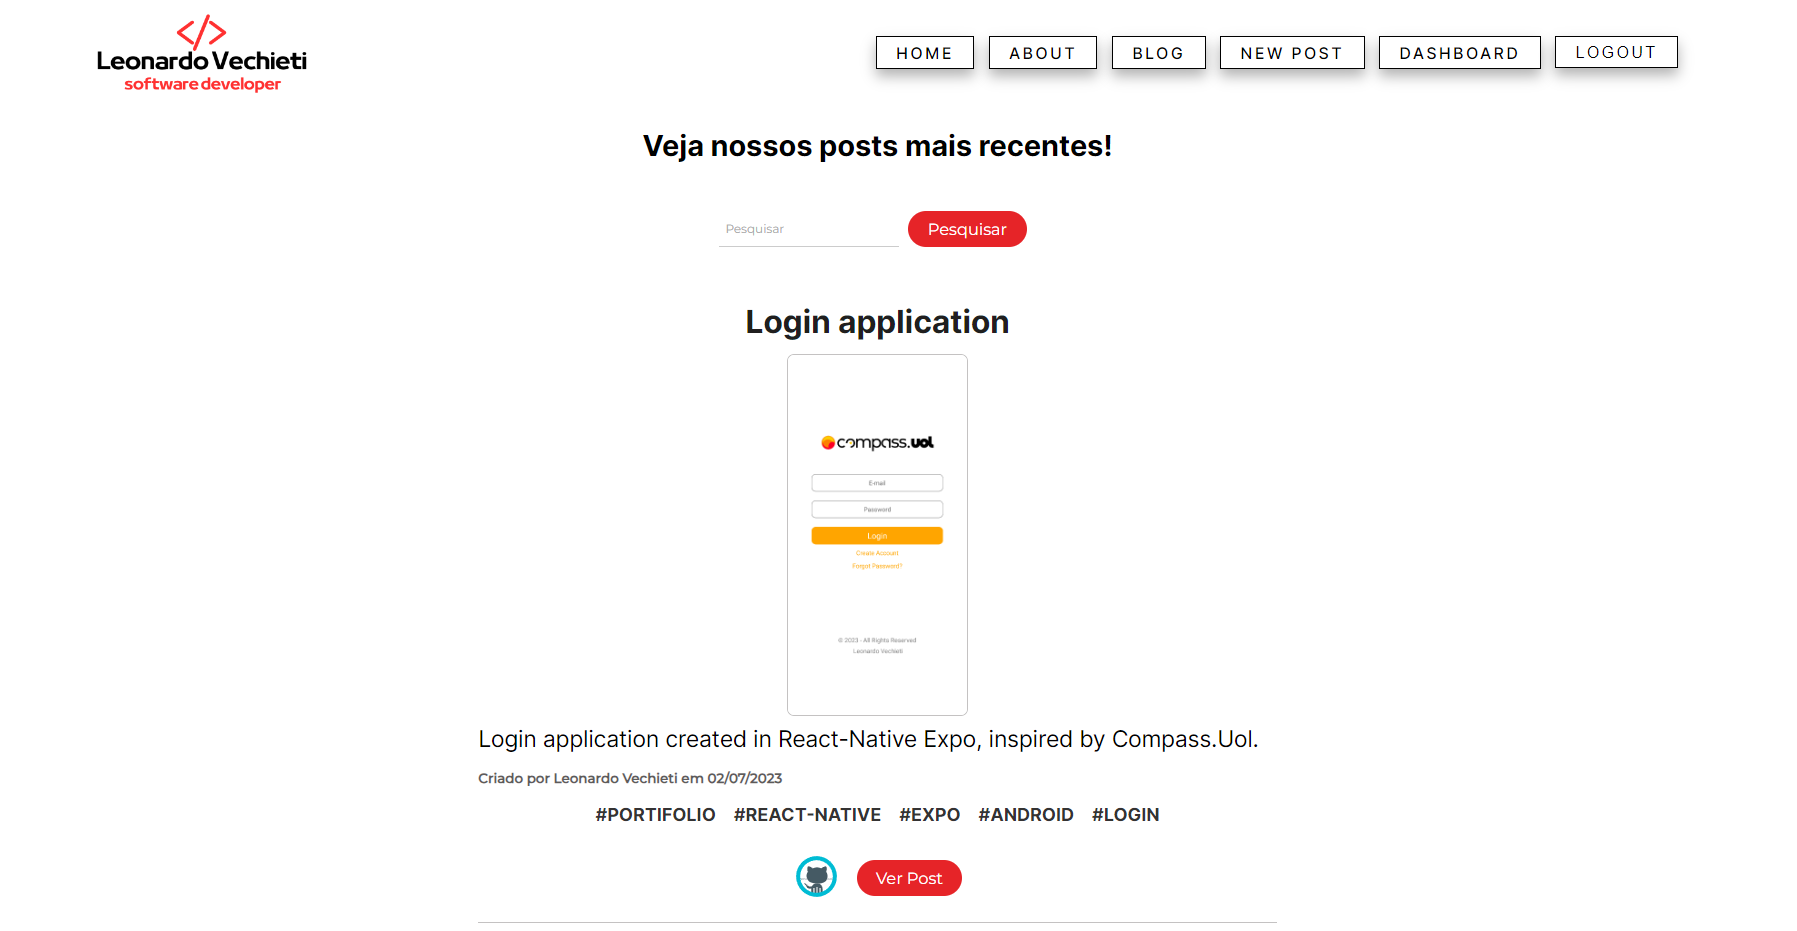 </>
Leonardo Vechieti
software developer
HOME ABOUT BLOG NEW POST DASHBOARD LOGOUT
Veja nossos posts mais recentes!
Pesquisar Pesquisar
Login application
compass.uol
E-mail
Password
Login
Create Account
Forgot Password?
© 2023 - All Rights Reserved
Leonardo Vechieti
Login application created in React-Native Expo, inspired by Compass.Uol.
Criado por Leonardo Vechieti em 02/07/2023
#PORTIFOLIO #REACT-NATIVE #EXPO #ANDROID #LOGIN
Ver Post